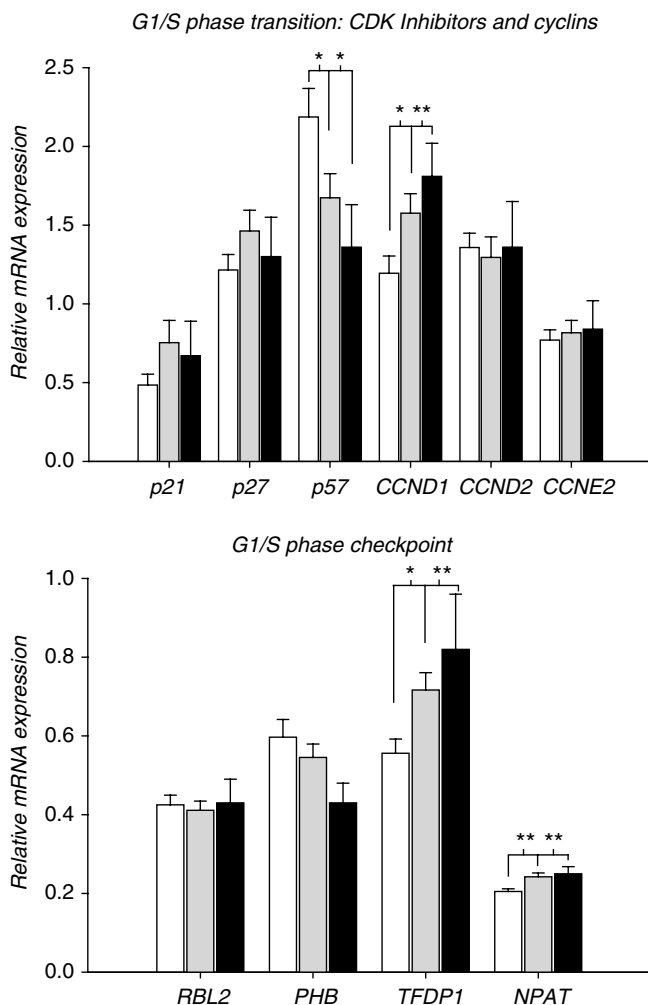 G1/S phase transition: CDK Inhibitors and cyclins
Relative mRNA expression
2.5
2.0
1.5
1.0
0.5
0.0
* *
* **
p21 p27 p57 CCND1 CCND2 CCNE2
G1/S phase checkpoint
Relative mRNA expression
1.0
0.8
0.6
0.4
0.2
0.0
* **
** **
RBL2 PHB TFDP1 NPAT